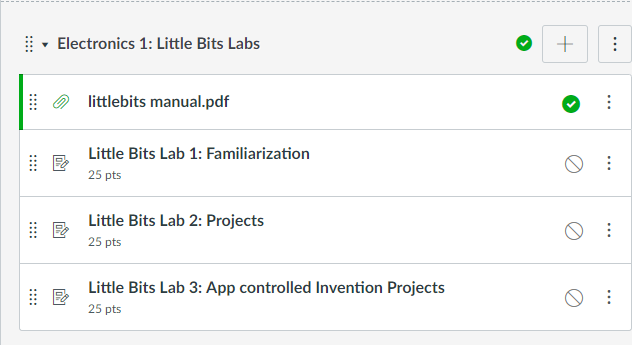 Electronics 1: Little Bits Labs
littlebits manual.pdf
Little Bits Lab 1: Familiarization
25 pts
Little Bits Lab 2: Projects
25 pts
Little Bits Lab 3: App controlled Invention Projects
25 pts